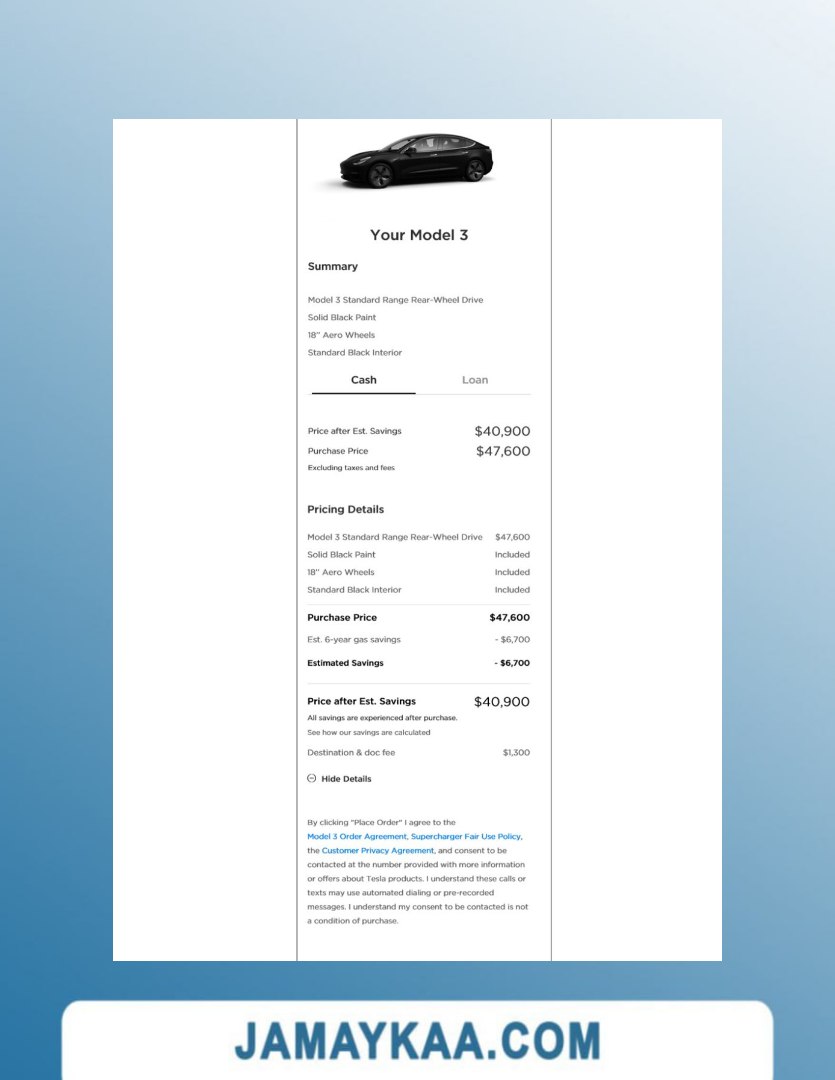 Your Model 3
Summary
Model 3 Standard Range Rear-Wheel Drive
Solid Black Paint
18" Aero Wheels
Standard Black Interior
Cash Loan
Price after Est. Savings $40,900
Purchase Price $47,600
Excluding taxes and fees
Pricing Details
Model 3 Standard Range Rear-Wheel Drive $47,600
Solid Black Paint Included
18" Aero Wheels Included
Standard Black Interior Included
Purchase Price $47,600
Est. 6-year gas savings - $6,700
Estimated Savings - $6,700
Price after Est. Savings $40,900
All savings are experienced after purchase.
See how our savings are calculated
Destination & doc fee $1,300
Hide Details
By clicking "Place Order" I agree to the
Model 3 Order Agreement, Supercharger Fair Use Policy,
the Customer Privacy Agreement, and consent to be
contacted at the number provided with more information
or offers about Tesla products. I understand these calls or
texts may use automated dialing or pre-recorded
messages. I understand my consent to be contacted is not
a condition of purchase.
JAMAYKAA.COM